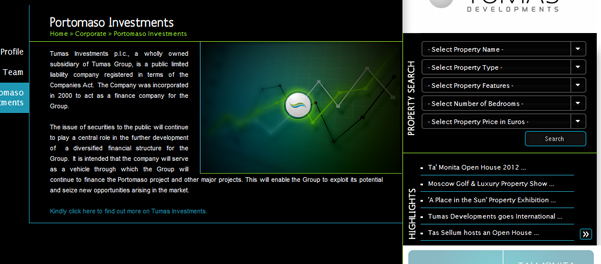 Portomaso Investments
Home » Corporate » Portomaso Investments
Profile
Team
Tumas Investments p.l.c., a wholly owned
subsidiary of Tumas Group, is a public limited
liability company registered in terms of the
Companies Act. The Company was incorporated
in 2000 to act as a finance company for the
Group.
The issue of securities to the public will continue
to play a central role in the further development
of a diversified financial structure for the
Group. It is intended that the company will serve
as a vehicle through which the Group will
continue to finance the Portomaso project and other major projects. This will enable the Group to exploit its potential
and seize new opportunities arising in the market.
Kindly click here to find out more on Tumas Investments.
TUMAS
DEVELOPMENTS
PROPERTY SEARCH
- Select Property Name -
- Select Property Type -
- Select Property Features -
- Select Number of Bedrooms -
- Select Property Price in Euros -
Search
HIGHLIGHTS
Ta' Monita Open House 2012 ...
Moscow Golf & Luxury Property Show ...
'A Place in the Sun' Property Exhibition ...
Tumas Developments goes International ...
Tas Sellum hosts an Open House ...
»